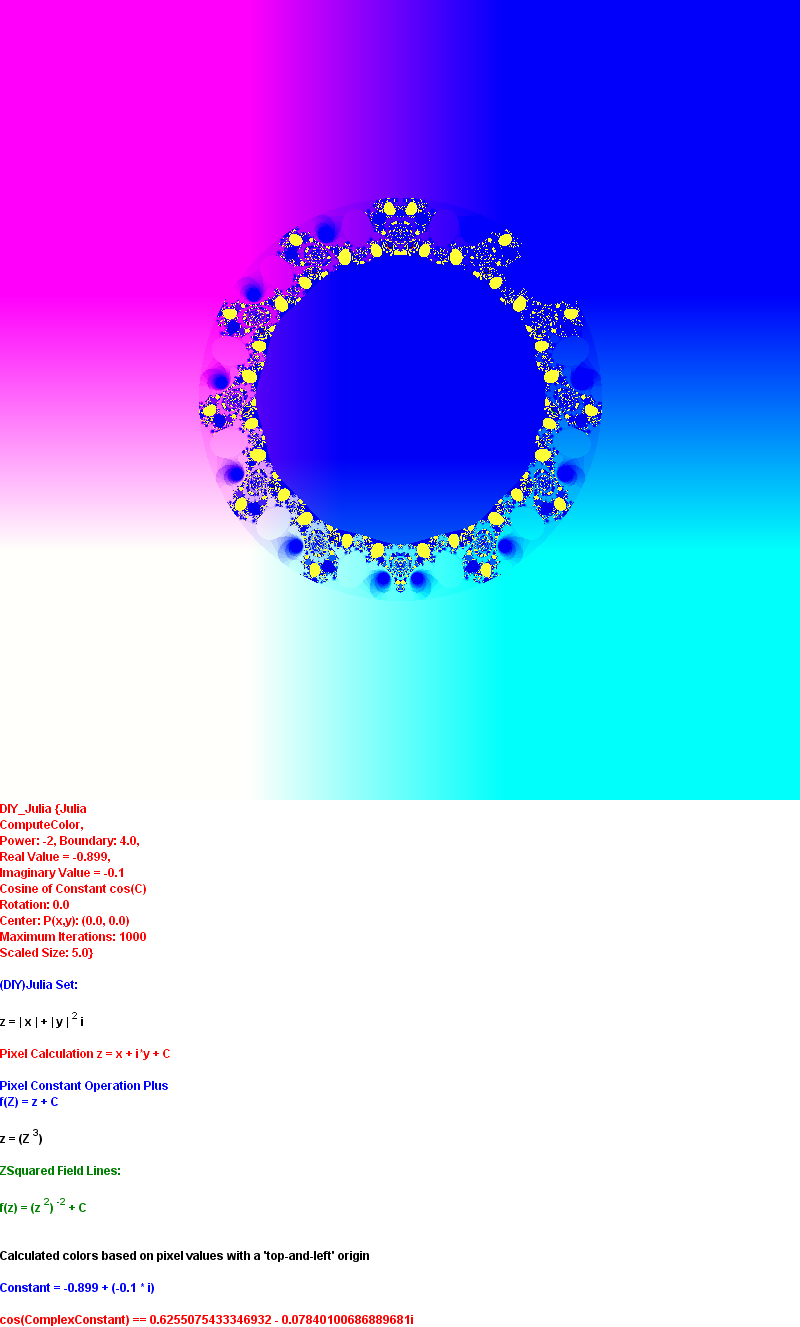 DIY_Julia {Julia
ComputeColor,
Power: -2, Boundary: 4.0,
Real Value = -0.899,
Imaginary Value = -0.1
Cosine of Constant cos(C)
Rotation: 0.0
Center: P(x,y): (0.0, 0.0)
Maximum Iterations: 1000
Scaled Size: 5.0}
(DIY)Julia Set:
z = | x | + | y | 2 i
Pixel Calculation z = x + i*y + C
Pixel Constant Operation Plus
f(Z) = z + C
z = (Z 3)
ZSquared Field Lines:
f(z) = (z 2) -2 + C
Calculated colors based on pixel values with a 'top-and-left' origin
Constant = -0.899 + (-0.1 * i)
cos(ComplexConstant) == 0.6255075433346932 - 0.07840100686889681i